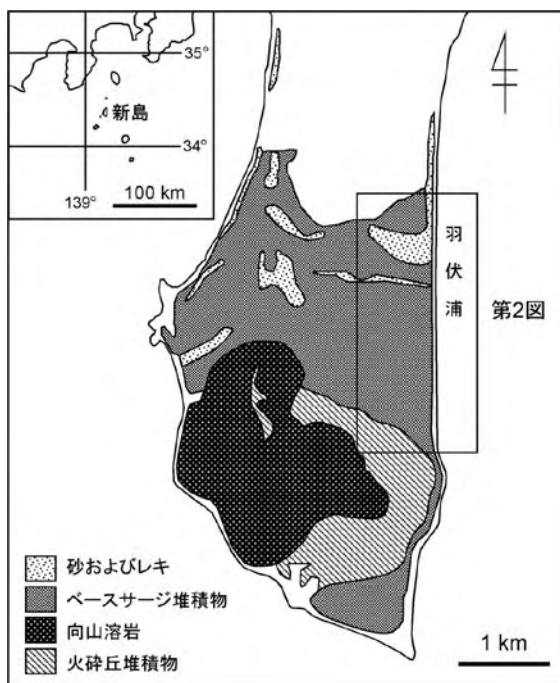 35°
新島
34°
139°
100 km
羽伏浦
第2図
砂およびレキ
ベースサージ堆積物
向山溶岩
火砕丘堆積物
1 km